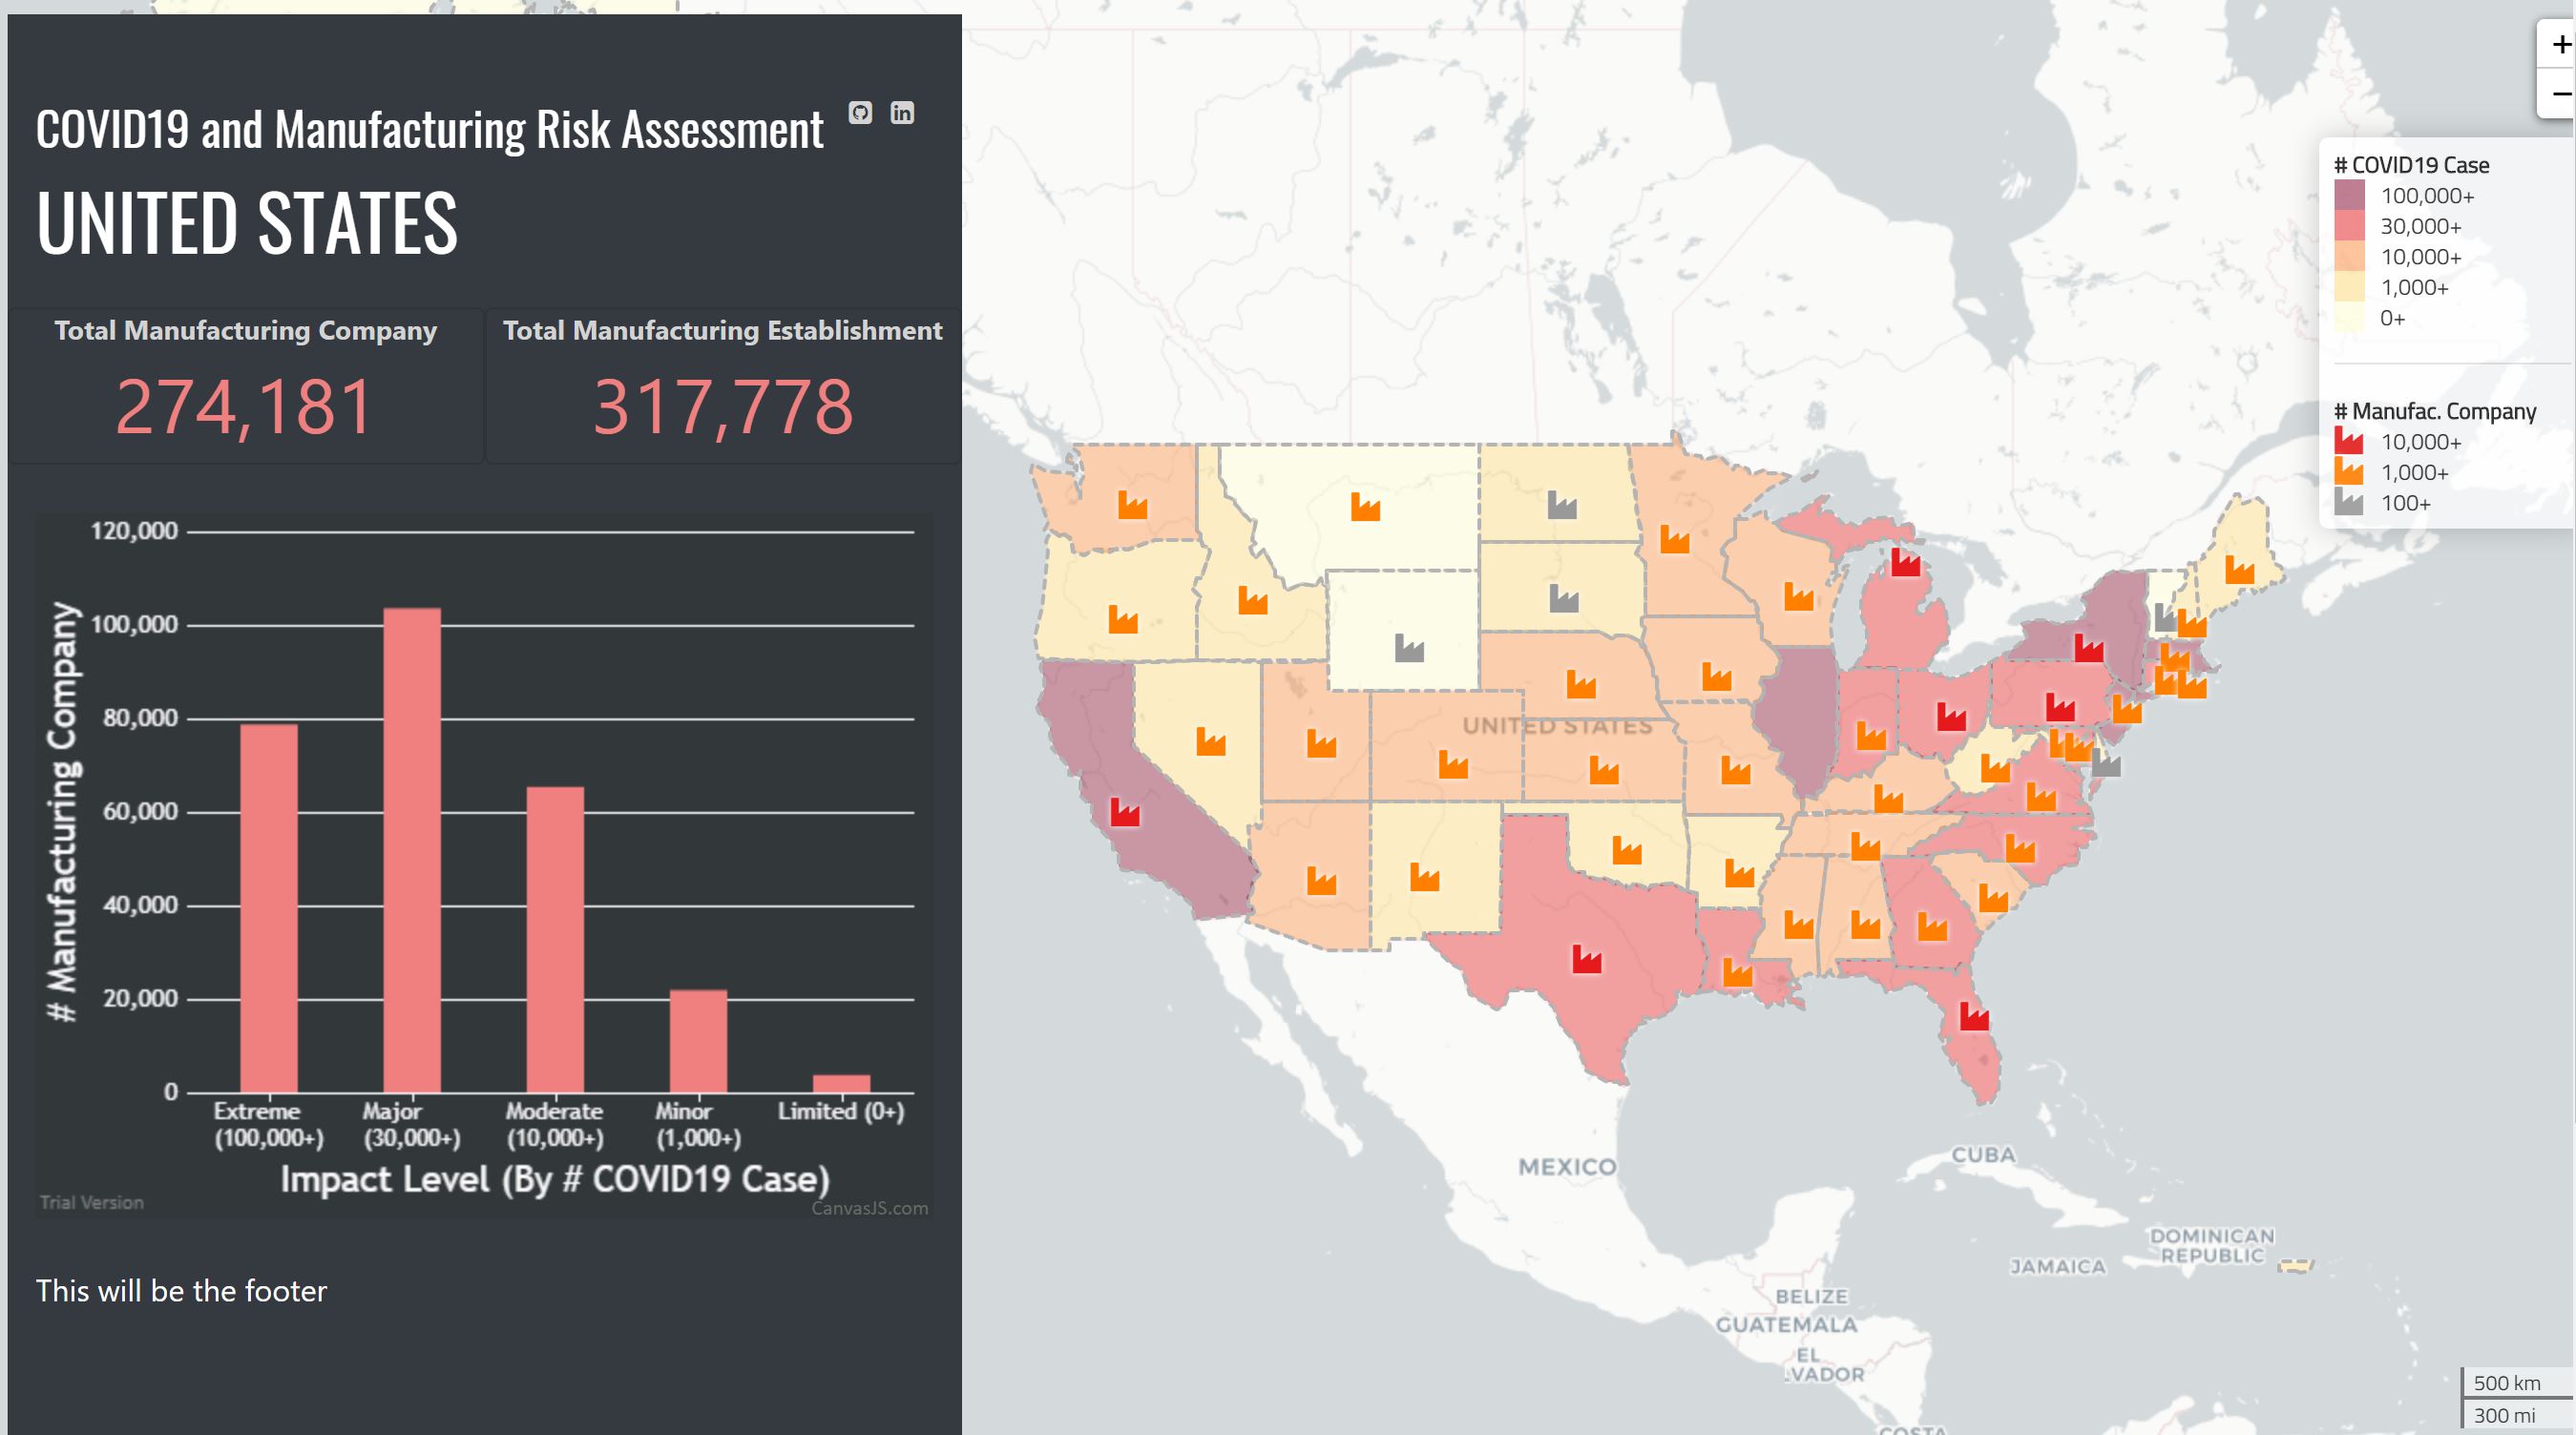 COVID19 and Manufacturing Risk Assessment
in
UNITED STATES
Total Manufacturing Company
274,181
Total Manufacturing Establishment
317,778
# Manufacturing Company
120,000
100,000
80,000
60,000
40,000
20,000
0
Extreme
(100,000+)
Major
(30,000+)
Moderate
(10,000+)
Minor
(1,000+)
Limited (0+)
Impact Level (By # COVID19 Case)
Trial Version
CanvasJS.com
This will be the footer
+
−
# COVID19 Case
100,000+
30,000+
10,000+
1,000+
0+
# Manufac. Company
10,000+
1,000+
100+
UNITED STATES
MEXICO
CUBA
DOMINICAN
REPUBLIC
JAMAICA
BELIZE
GUATEMALA
EL
VADOR
COSTA
500 km
300 mi